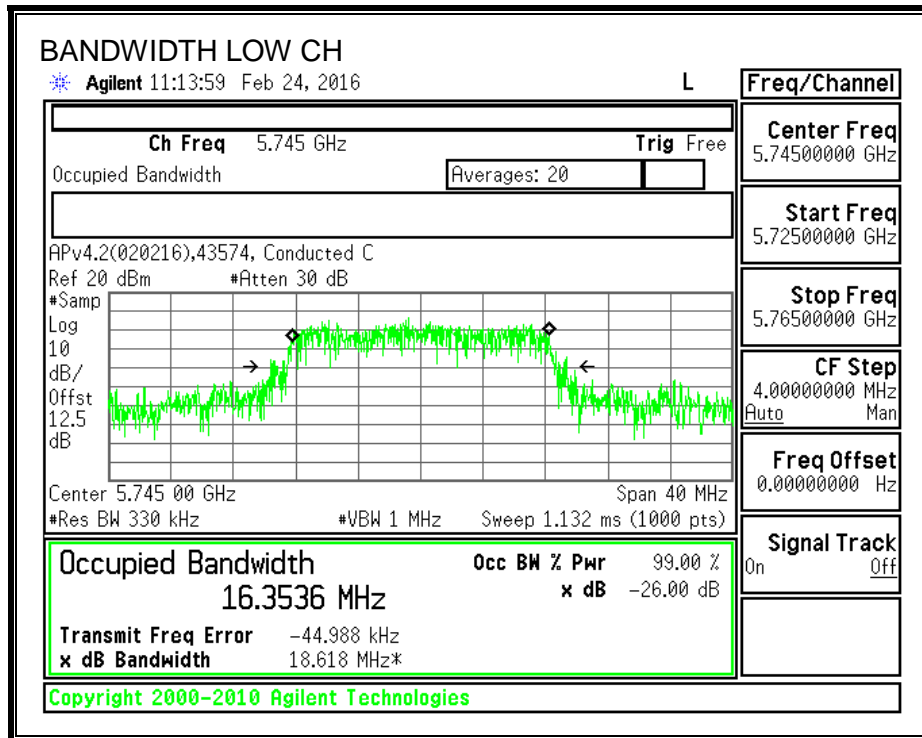 BANDWIDTH LOW CH
Agilent 11:13:59 Feb 24, 2016 L
Ch Freq 5.745 GHz Trig Free
Occupied Bandwidth Averages: 20
APv4.2(020216),43574, Conducted C
Ref 20 dBm #Atten 30 dB
#Samp
Log
10
dB/
Offst
12.5
dB
Center 5.745 00 GHz Span 40 MHz
#Res BW 330 kHz #VBW 1 MHz Sweep 1.132 ms (1000 pts)
Occupied Bandwidth Occ BW % Pwr 99.00 %
16.3536 MHz x dB -26.00 dB
Transmit Freq Error -44.988 kHz
x dB Bandwidth 18.618 MHz*
Copyright 2000-2010 Agilent Technologies
Freq/Channel
Center Freq
5.74500000 GHz
Start Freq
5.72500000 GHz
Stop Freq
5.76500000 GHz
CF Step
4.00000000 MHz
Auto Man
Freq Offset
0.00000000 Hz
Signal Track
On Off